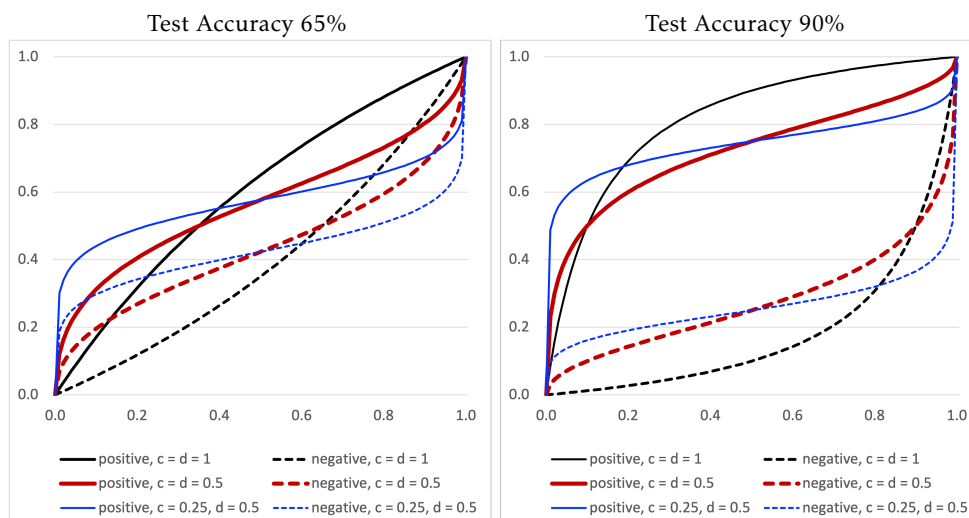 Test Accuracy 65%
1.0
0.8
0.6
0.4
0.2
0.0
0.0 0.2 0.4 0.6 0.8 1.0
positive, c = d = 1 negative, c = d = 1
positive, c = d = 0.5 negative, c = d = 0.5
positive, c = 0.25, d = 0.5 negative, c = 0.25, d = 0.5
Test Accuracy 90%
1.0
0.8
0.6
0.4
0.2
0.0
0.0 0.2 0.4 0.6 0.8 1.0
positive, c = d = 1 negative, c = d = 1
positive, c = d = 0.5 negative, c = d = 0.5
positive, c = 0.25, d = 0.5 negative, c = 0.25, d = 0.5